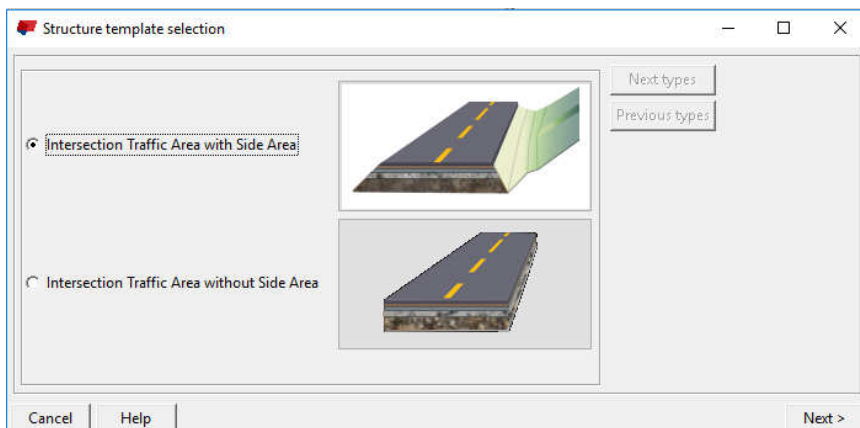 Structure template selection
Next types
Previous types
Intersection Traffic Area with Side Area
Intersection Traffic Area without Side Area
Cancel
Help
Next >